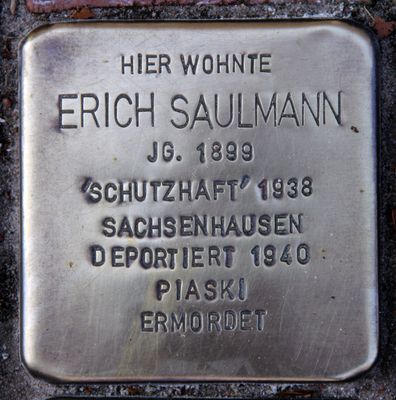 HIER WOHNTE
ERICH SAULMANN
JG. 1899
'SCHUTZHAFT' 1938
SACHSENHAUSEN
DEPORTIERT 1940
PIASKI
ERMORDET